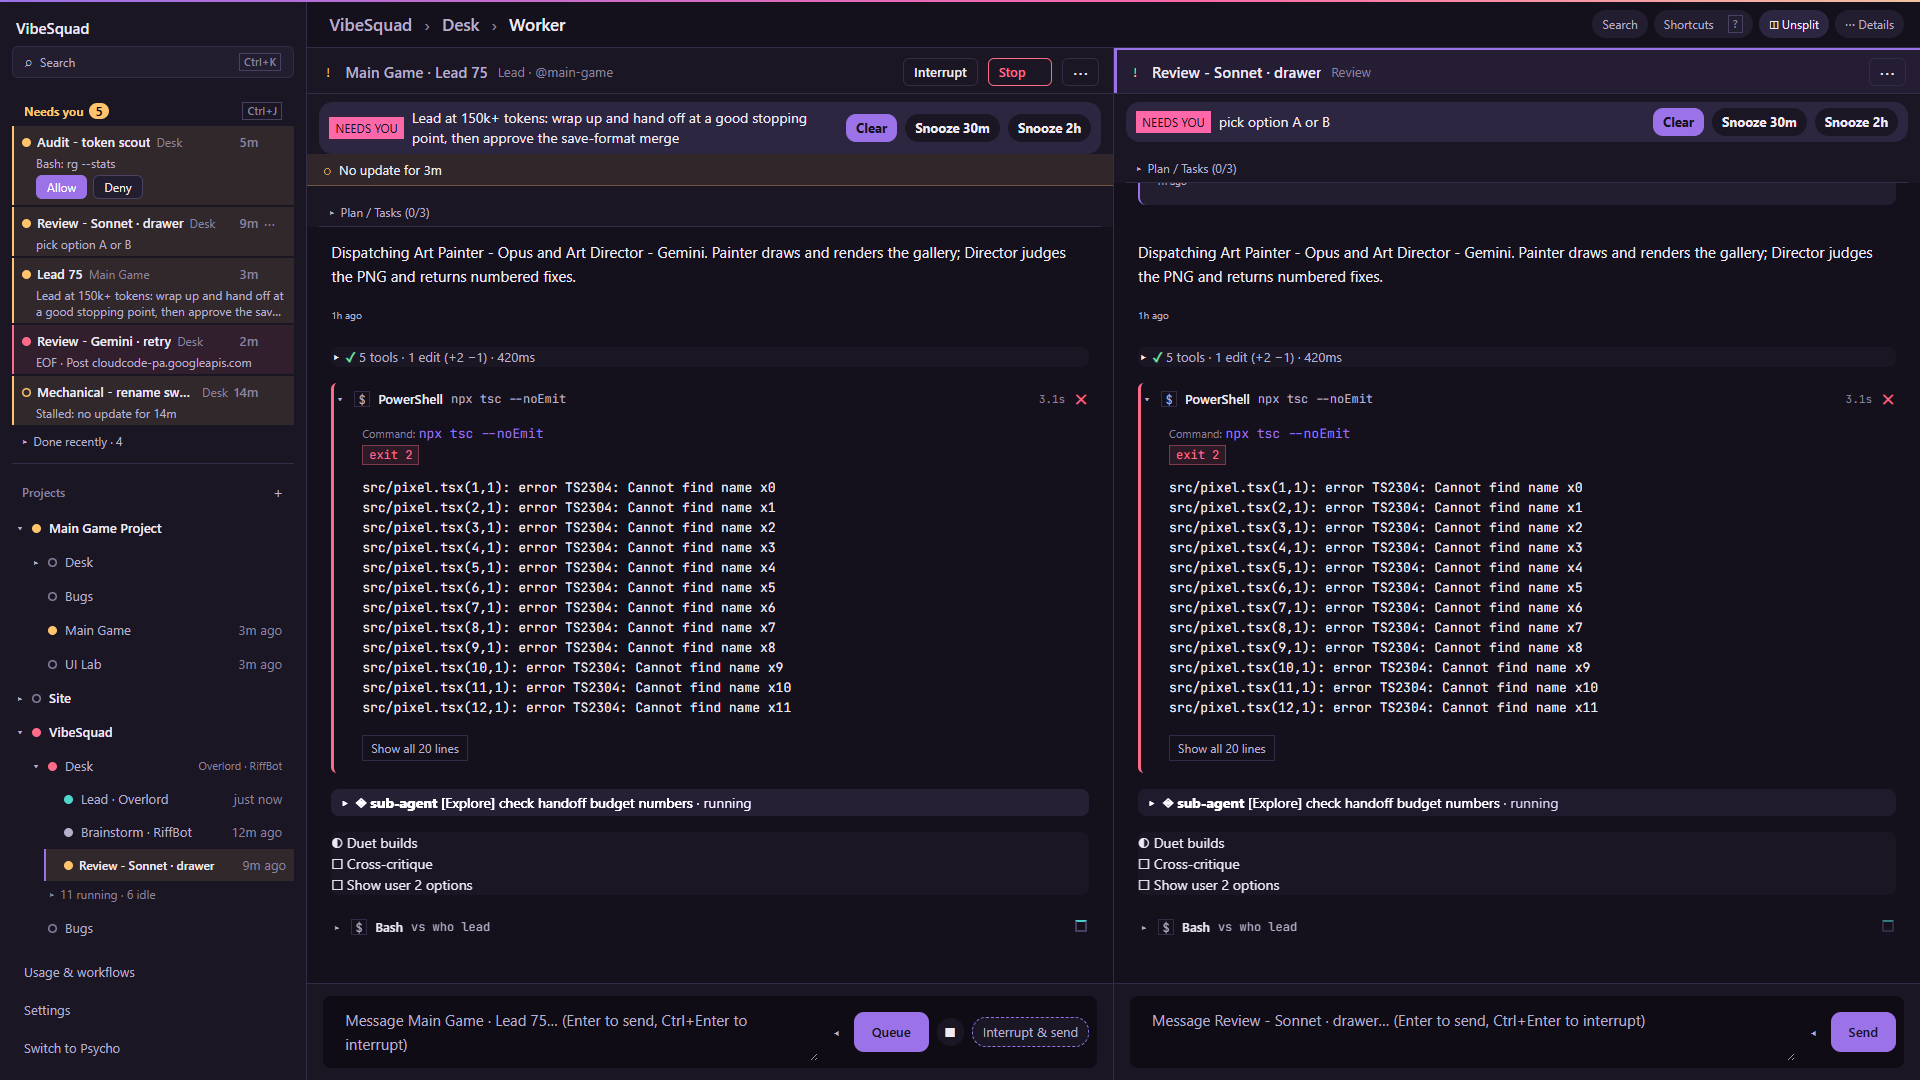 VibeSquad
Search Ctrl+K
Needs you 5 Ctrl+J
Audit - token scout Desk 5m
Bash: rg --stats
Allow Deny
Review - Sonnet · drawer Desk 9m ···
pick option A or B
Lead 75 Main Game 3m
Lead at 150k+ tokens: wrap up and hand off at
a good stopping point, then approve the sav...
Review - Gemini · retry Desk 2m
EOF · Post cloudcode-pa.googleapis.com
Mechanical - rename sw... Desk 14m
Stalled: no update for 14m
Done recently · 4
Projects +
Main Game Project
Desk
Bugs
Main Game 3m ago
UI Lab 3m ago
Site
VibeSquad
Desk Overlord · RiffBot
Lead · Overlord just now
Brainstorm · RiffBot 12m ago
Review - Sonnet · drawer 9m ago
11 running · 6 idle
Bugs
Usage & workflows
Settings
Switch to Psycho
VibeSquad › Desk › Worker
Search Shortcuts ? Unsplit ··· Details
! Main Game · Lead 75 Lead · @main-game Interrupt Stop ···
NEEDS YOU Lead at 150k+ tokens: wrap up and hand off at a good stopping
point, then approve the save-format merge
Clear Snooze 30m Snooze 2h
No update for 3m
Plan / Tasks (0/3)
Dispatching Art Painter - Opus and Art Director - Gemini. Painter draws and renders the gallery; Director judges
the PNG and returns numbered fixes.
1h ago
✓ 5 tools · 1 edit (+2 −1) · 420ms
$ PowerShell npx tsc --noEmit 3.1s ✕
Command: npx tsc --noEmit
exit 2
src/pixel.tsx(1,1): error TS2304: Cannot find name x0
src/pixel.tsx(2,1): error TS2304: Cannot find name x1
src/pixel.tsx(3,1): error TS2304: Cannot find name x2
src/pixel.tsx(4,1): error TS2304: Cannot find name x3
src/pixel.tsx(5,1): error TS2304: Cannot find name x4
src/pixel.tsx(6,1): error TS2304: Cannot find name x5
src/pixel.tsx(7,1): error TS2304: Cannot find name x6
src/pixel.tsx(8,1): error TS2304: Cannot find name x7
src/pixel.tsx(9,1): error TS2304: Cannot find name x8
src/pixel.tsx(10,1): error TS2304: Cannot find name x9
src/pixel.tsx(11,1): error TS2304: Cannot find name x10
src/pixel.tsx(12,1): error TS2304: Cannot find name x11
Show all 20 lines
◆ sub-agent [Explore] check handoff budget numbers · running
◐ Duet builds
☐ Cross-critique
☐ Show user 2 options
$ Bash vs who lead
Message Main Game · Lead 75... (Enter to send, Ctrl+Enter to
interrupt)
Queue Interrupt & send
! Review - Sonnet · drawer Review ···
NEEDS YOU pick option A or B Clear Snooze 30m Snooze 2h
Plan / Tasks (0/3)
1h ago
Dispatching Art Painter - Opus and Art Director - Gemini. Painter draws and renders the gallery; Director judges
the PNG and returns numbered fixes.
1h ago
✓ 5 tools · 1 edit (+2 −1) · 420ms
$ PowerShell npx tsc --noEmit 3.1s ✕
Command: npx tsc --noEmit
exit 2
src/pixel.tsx(1,1): error TS2304: Cannot find name x0
src/pixel.tsx(2,1): error TS2304: Cannot find name x1
src/pixel.tsx(3,1): error TS2304: Cannot find name x2
src/pixel.tsx(4,1): error TS2304: Cannot find name x3
src/pixel.tsx(5,1): error TS2304: Cannot find name x4
src/pixel.tsx(6,1): error TS2304: Cannot find name x5
src/pixel.tsx(7,1): error TS2304: Cannot find name x6
src/pixel.tsx(8,1): error TS2304: Cannot find name x7
src/pixel.tsx(9,1): error TS2304: Cannot find name x8
src/pixel.tsx(10,1): error TS2304: Cannot find name x9
src/pixel.tsx(11,1): error TS2304: Cannot find name x10
src/pixel.tsx(12,1): error TS2304: Cannot find name x11
Show all 20 lines
◆ sub-agent [Explore] check handoff budget numbers · running
◐ Duet builds
☐ Cross-critique
☐ Show user 2 options
$ Bash vs who lead
Message Review - Sonnet · drawer... (Enter to send, Ctrl+Enter to interrupt)
Send